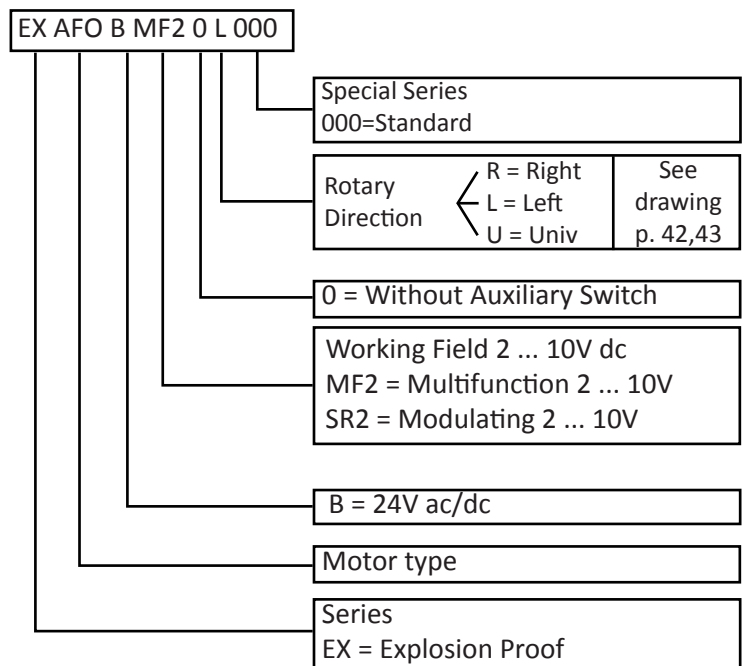 EX AFO B MF2 0 L 000
Special Series
000=Standard
Rotary
Direction
R = Right
L = Left
U = Univ
See
drawing
p. 42,43
0 = Without Auxiliary Switch
Working Field 2 ... 10V dc
MF2 = Multifunction 2 ... 10V
SR2 = Modulating 2 ... 10V
B = 24V ac/dc
Motor type
Series
EX = Explosion Proof